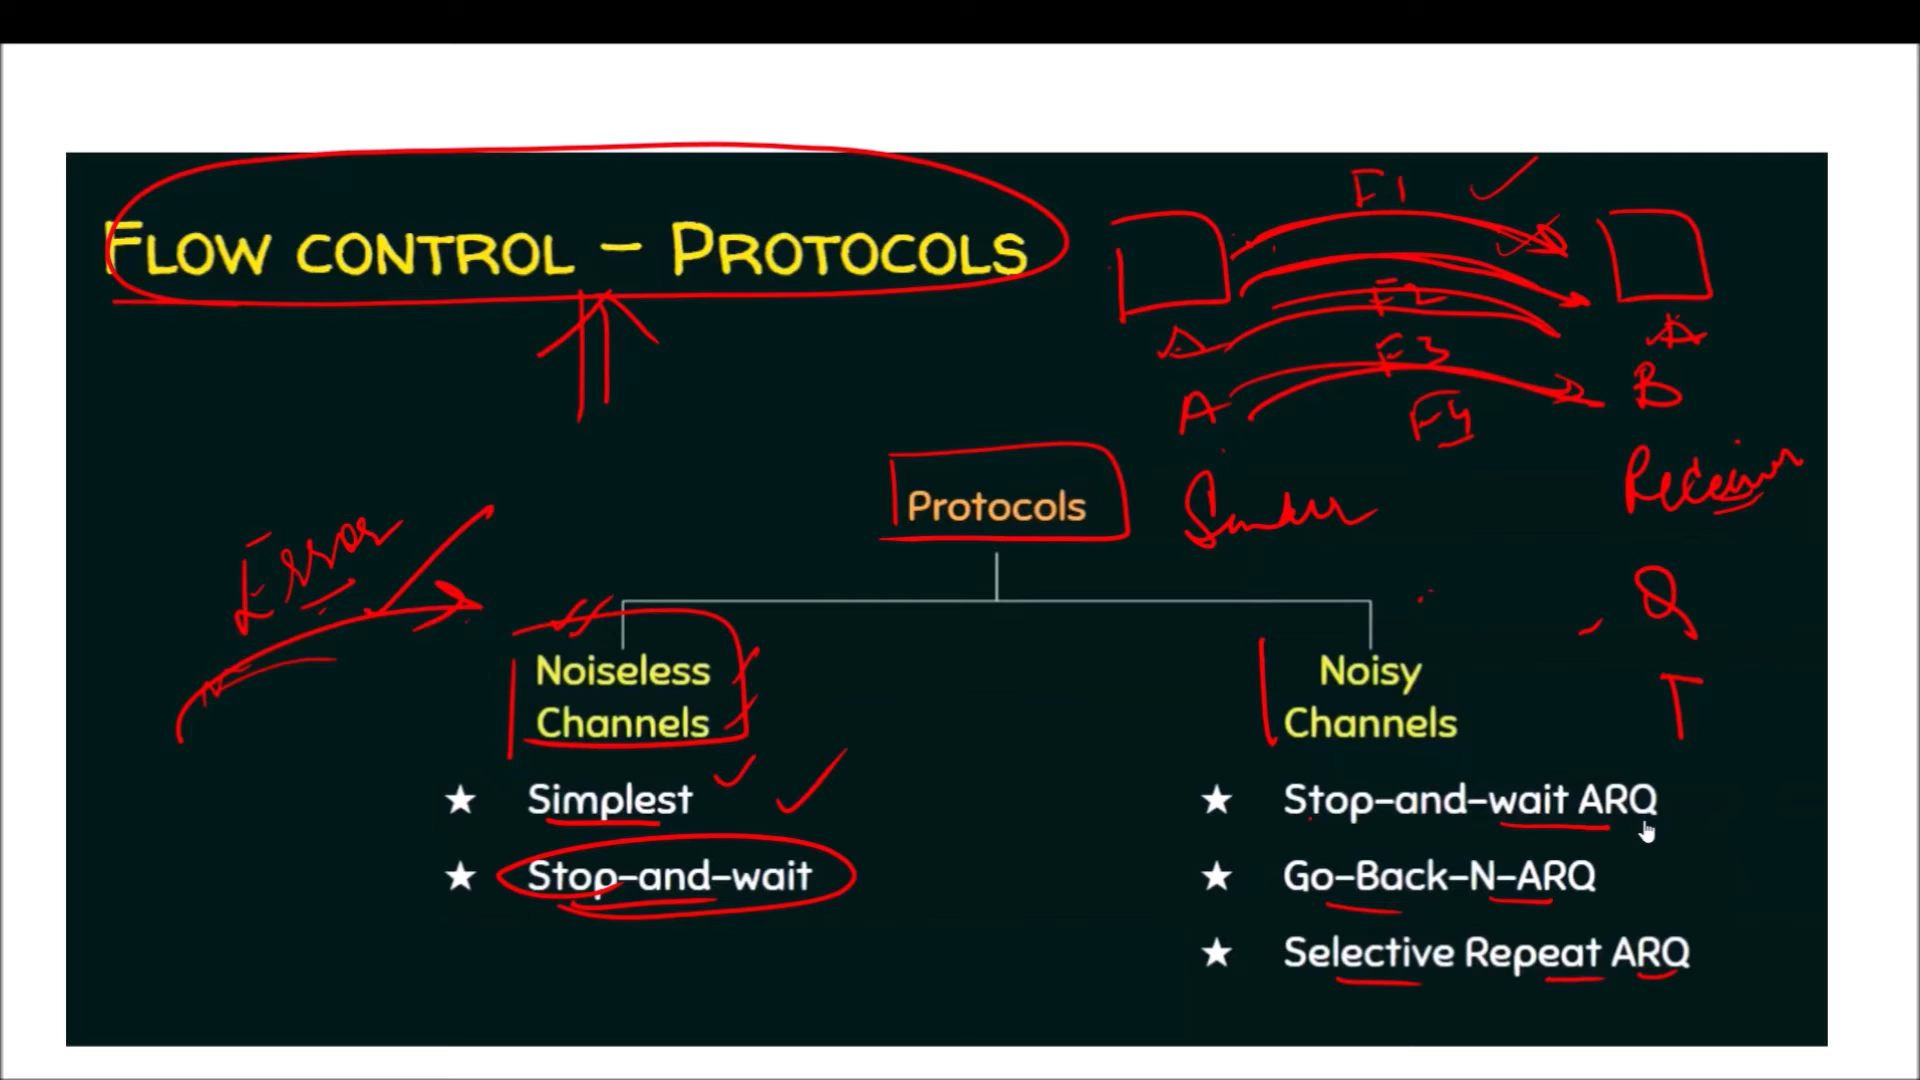 FLOW CONTROL – PROTOCOLS
F1
F2
F3
F4
A
B
Sender
Receiver
Protocols
Error
Noiseless
Channels
Noisy
Channels
★ Simplest
★ Stop-and-wait
★ Stop-and-wait ARQ
★ Go-Back-N-ARQ
★ Selective Repeat ARQ